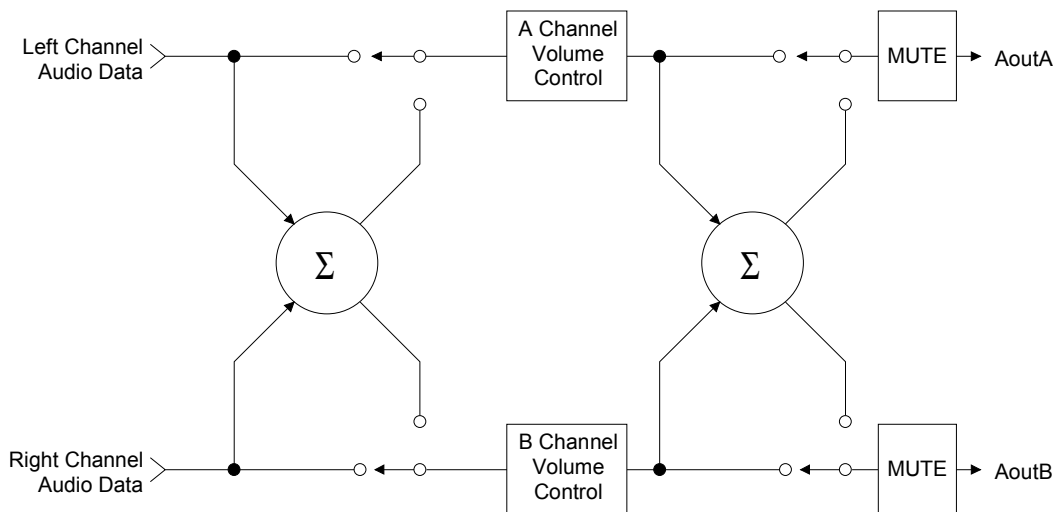 Left Channel
Audio Data
A Channel
Volume
Control
MUTE
AoutA
Σ
Σ
Right Channel
Audio Data
B Channel
Volume
Control
MUTE
AoutB